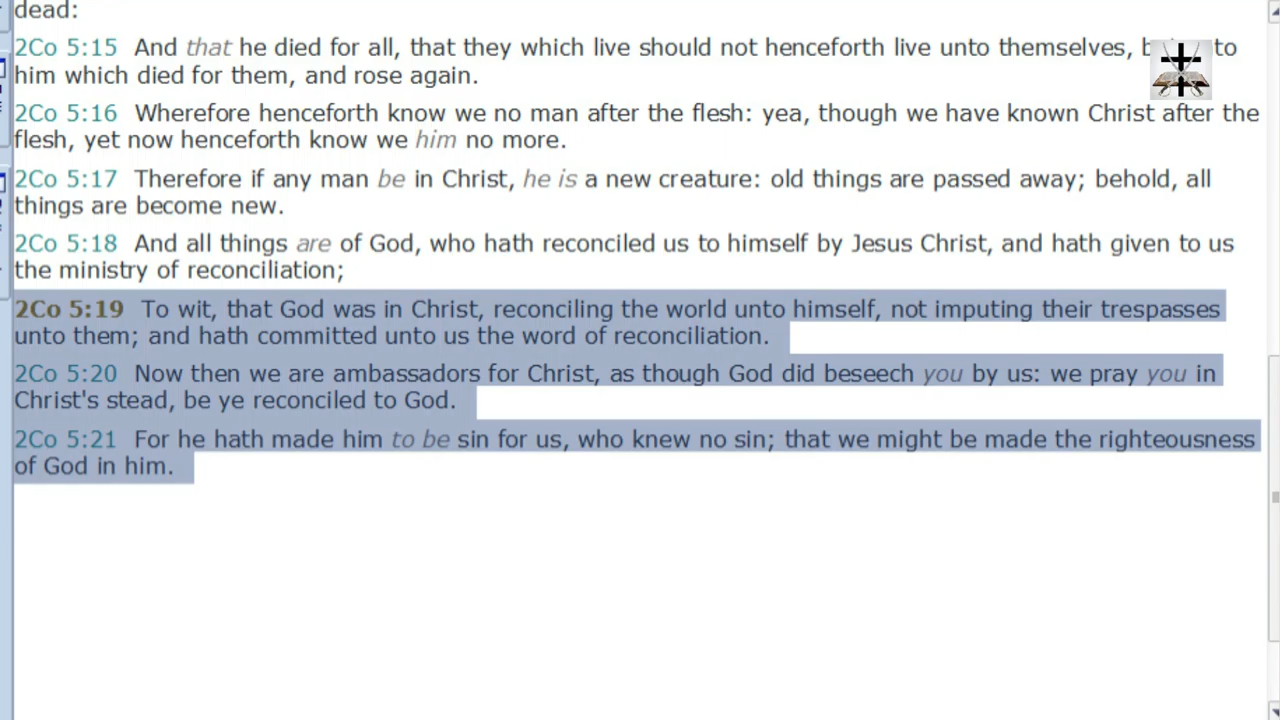 dead:
2Co 5:15 And that he died for all, that they which live should not henceforth live unto themselves, to
him which died for them, and rose again.
2Co 5:16 Wherefore henceforth know we no man after the flesh: yea, though we have known Christ after the
flesh, yet now henceforth know we him no more.
2Co 5:17 Therefore if any man be in Christ, he is a new creature: old things are passed away; behold, all
things are become new.
2Co 5:18 And all things are of God, who hath reconciled us to himself by Jesus Christ, and hath given to us
the ministry of reconciliation;
2Co 5:19 To wit, that God was in Christ, reconciling the world unto himself, not imputing their trespasses
unto them; and hath committed unto us the word of reconciliation.
2Co 5:20 Now then we are ambassadors for Christ, as though God did beseech you by us: we pray you in
Christ's stead, be ye reconciled to God.
2Co 5:21 For he hath made him to be sin for us, who knew no sin; that we might be made the righteousness
of God in him.